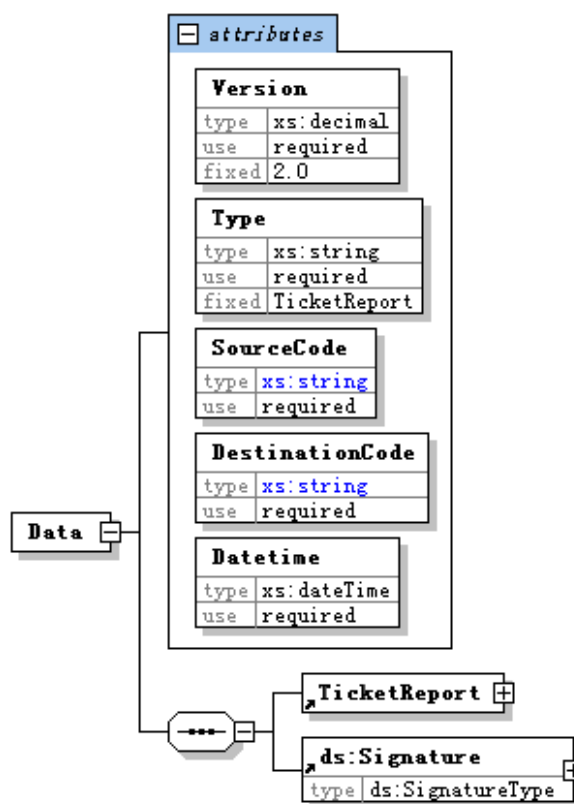 attributes
Version
type xs:decimal
use required
fixed 2.0
Type
type xs:string
use required
fixed TicketReport
SourceCode
type xs:string
use required
DestinationCode
type xs:string
use required
Data
Datetime
type xs:dateTime
use required
TicketReport
ds:Signature
type ds:SignatureType